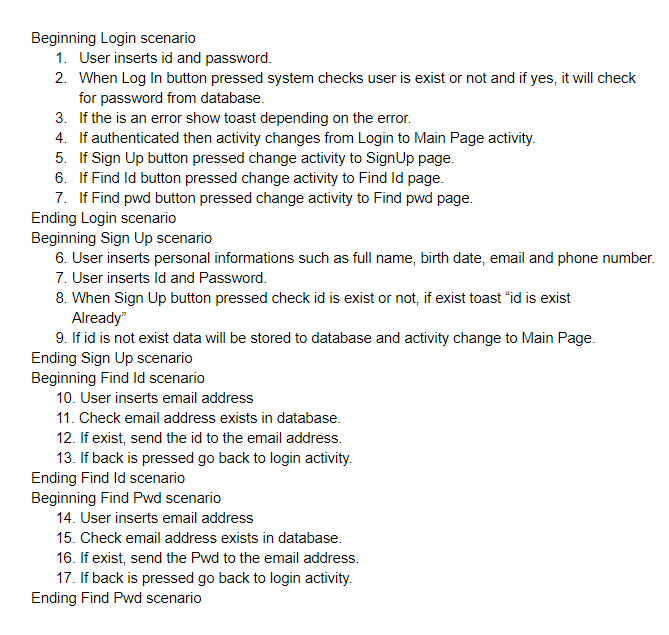 Beginning Login scenario
1. User inserts id and password.
2. When Log In button pressed system checks user is exist or not and if yes, it will check
for password from database.
3. If the is an error show toast depending on the error.
4. If authenticated then activity changes from Login to Main Page activity.
5. If Sign Up button pressed change activity to SignUp page.
6. If Find Id button pressed change activity to Find Id page.
7. If Find pwd button pressed change activity to Find pwd page.
Ending Login scenario
Beginning Sign Up scenario
6. User inserts personal informations such as full name, birth date, email and phone number.
7. User inserts Id and Password.
8. When Sign Up button pressed check id is exist or not, if exist toast “id is exist
Already”
9. If id is not exist data will be stored to database and activity change to Main Page.
Ending Sign Up scenario
Beginning Find Id scenario
10. User inserts email address
11. Check email address exists in database.
12. If exist, send the id to the email address.
13. If back is pressed go back to login activity.
Ending Find Id scenario
Beginning Find Pwd scenario
14. User inserts email address
15. Check email address exists in database.
16. If exist, send the Pwd to the email address.
17. If back is pressed go back to login activity.
Ending Find Pwd scenario